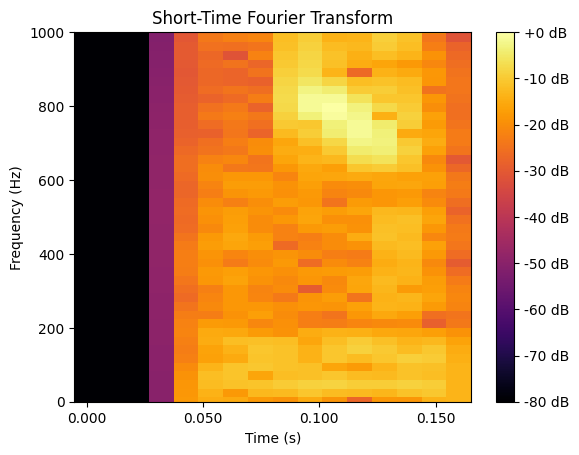 Short-Time Fourier Transform
1000
800
600
400
200
0
Frequency (Hz)
0.000
0.050
0.100
0.150
Time (s)
+0 dB
-10 dB
-20 dB
-30 dB
-40 dB
-50 dB
-60 dB
-70 dB
-80 dB